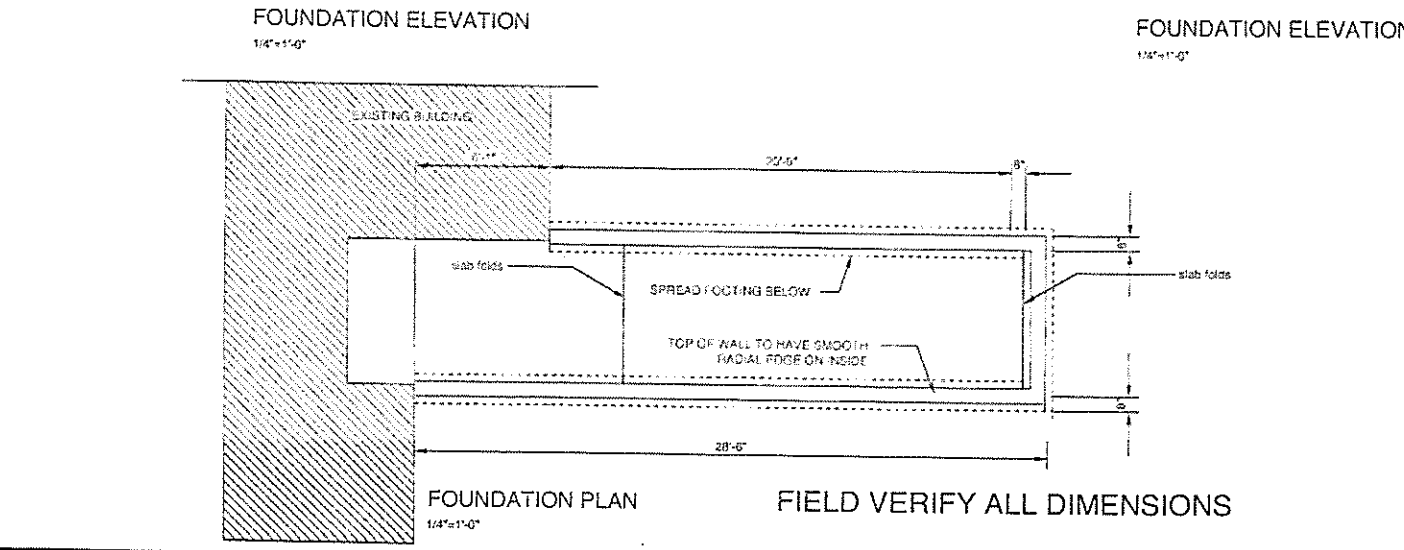 FOUNDATION ELEVATION
1/4"=1'-0"
FOUNDATION ELEVATION
1/4"=1'-0"
EXISTING BUILDING
6'-1"
8"
slab folds
slab folds
SPREAD FOOTING BELOW
TOP OF WALL TO HAVE SMOOTH
RADIAL EDGE ON INSIDE
28'-6"
FOUNDATION PLAN
1/4"=1'-0"
FIELD VERIFY ALL DIMENSIONS